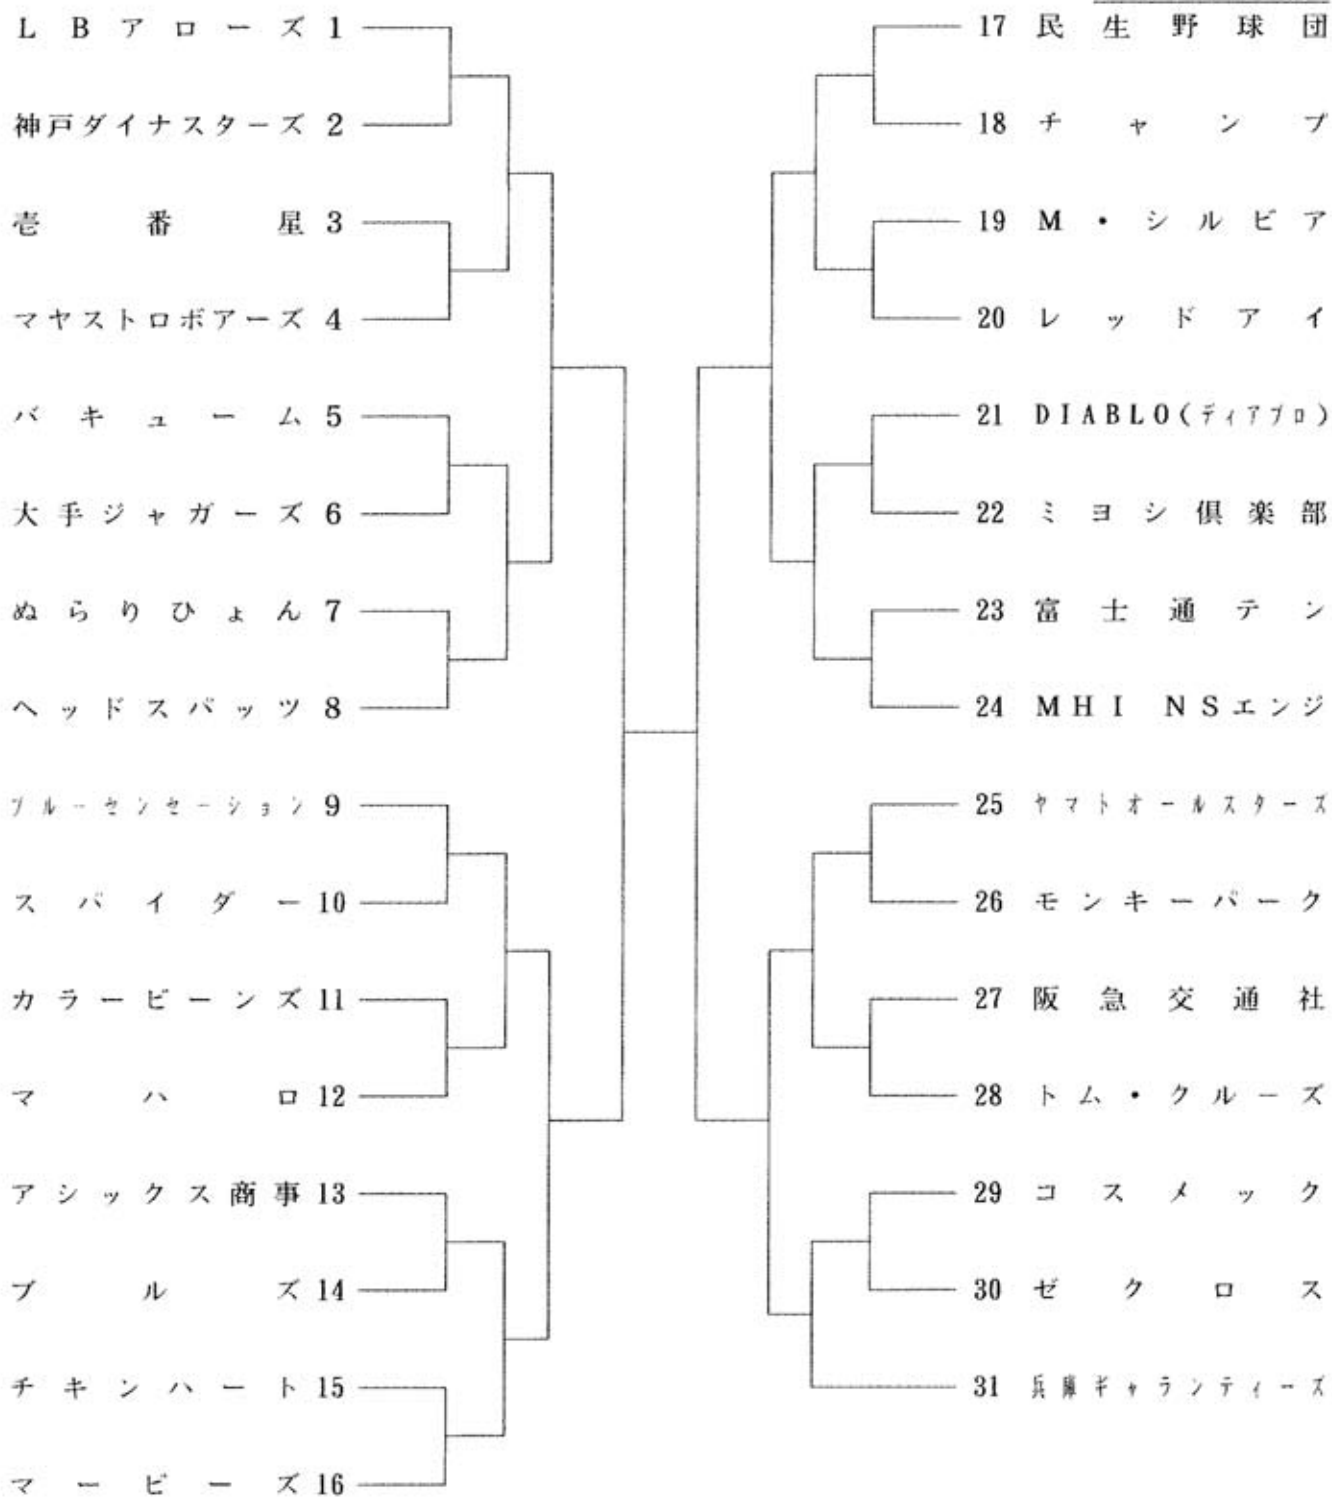 LBアローズ 1
神戸ダイナスターズ 2
壱番星 3
マヤストロボアーズ 4
バキューム 5
大手ジャガーズ 6
ぬらりひょん 7
ヘッドスパッツ 8
ブルーセンセーション 9
スパイダー 10
カラービーンズ 11
マハロ 12
アシックス商事 13
ブルズ 14
チキンハート 15
マービーズ 16
17 民生野球団
18 チャンプ
19 M・シルビア
20 レッドアイ
21 DIABLO(ディアブロ)
22 ミヨシ倶楽部
23 富士通テン
24 MHI NSエンジ
25 ヤマトオールスターズ
26 モンキーパーク
27 阪急交通社
28 トム・クルーズ
29 コスメック
30 ゼクロス
31 兵庫ギャランティーズ